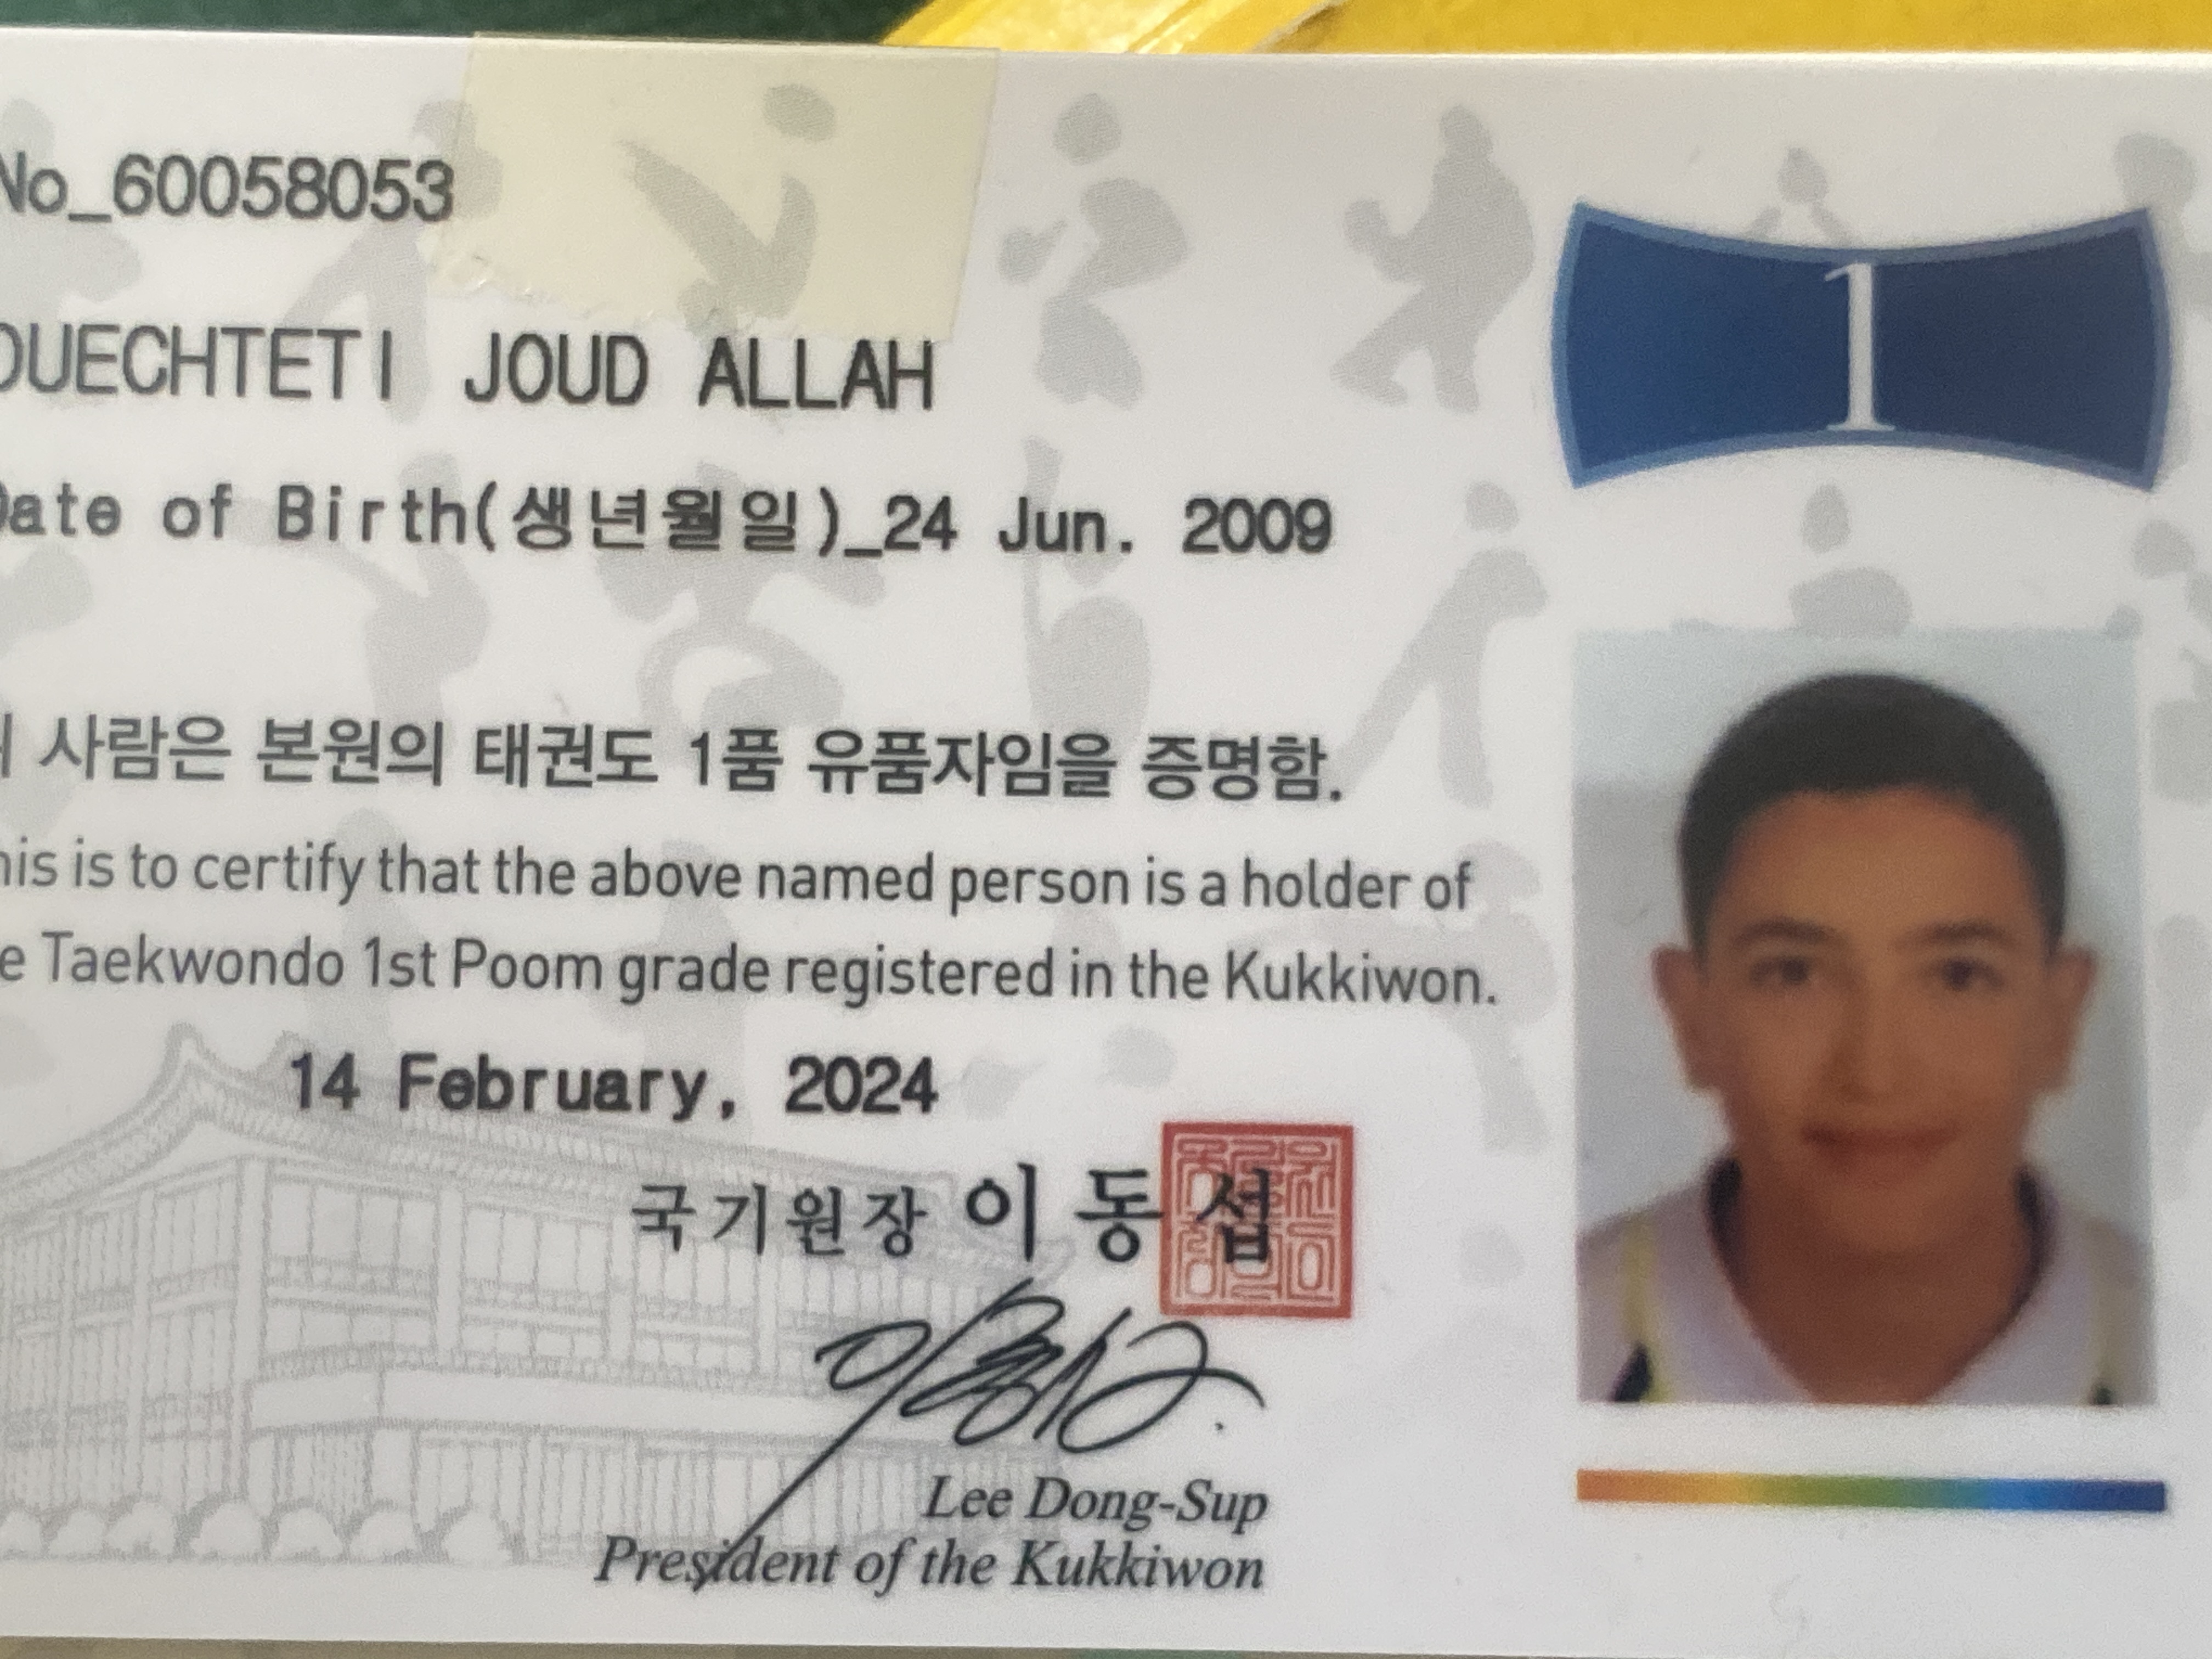 No_60058053
1
OUECHTETI JOUD ALLAH
Date of Birth(생년월일)_24 Jun. 2009
사람은 본원의 태권도 1품 유품자임을 증명함.
his is to certify that the above named person is a holder of
e Taekwondo 1st Poom grade registered in the Kukkiwon.
14 February, 2024
국기원장 이동섭
Lee Dong-Sup
President of the Kukkiwon